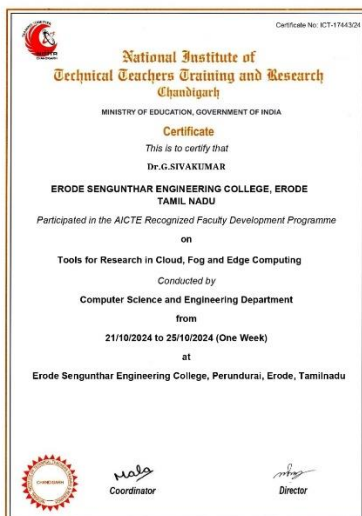 Certificate No: ICT-17443/24
National Institute of
Technical Teachers Training and Research
Chandigarh
MINISTRY OF EDUCATION, GOVERNMENT OF INDIA
Certificate
This is to certify that
Dr.G.SIVAKUMAR
ERODE SENGUNTHAR ENGINEERING COLLEGE, ERODE
TAMIL NADU
Participated in the AICTE Recognized Faculty Development Programme
on
Tools for Research in Cloud, Fog and Edge Computing
Conducted by
Computer Science and Engineering Department
from
21/10/2024 to 25/10/2024 (One Week)
at
Erode Sengunthar Engineering College, Perundurai, Erode, Tamilnadu
CHANDIGARH
Mala
Coordinator
Director